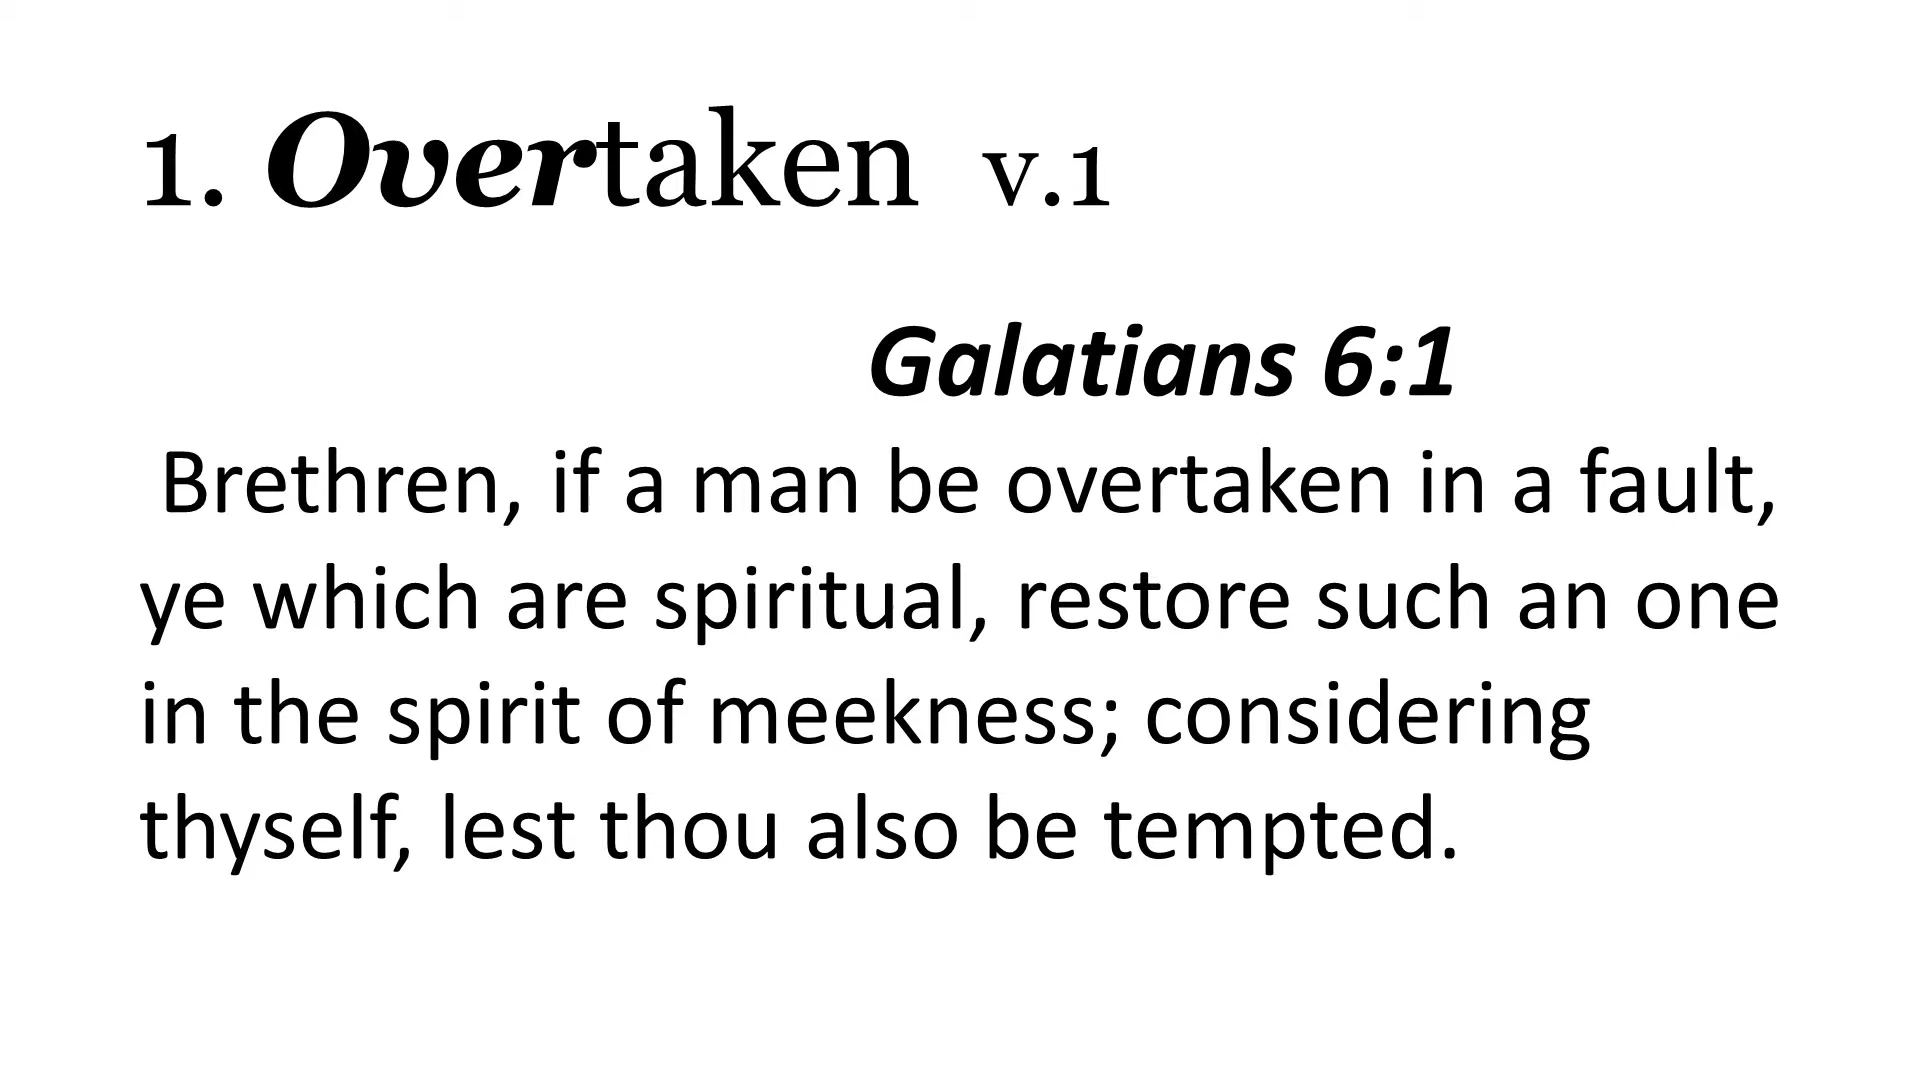 1. Overtaken v.1
Galatians 6:1
Brethren, if a man be overtaken in a fault,
ye which are spiritual, restore such an one
in the spirit of meekness; considering
thyself, lest thou also be tempted.